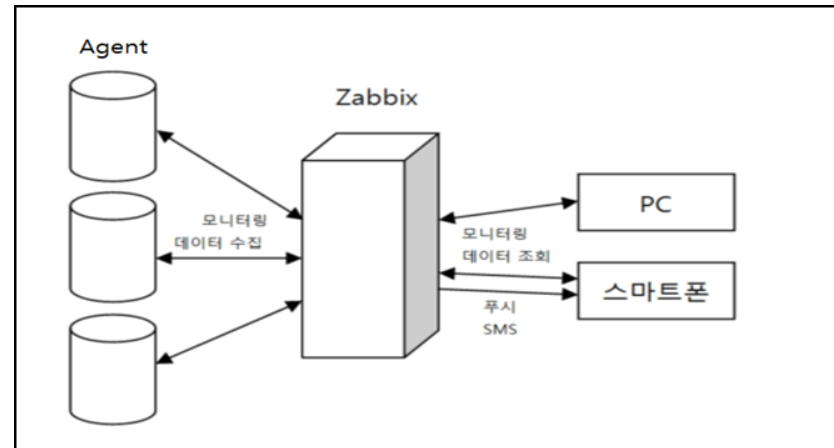 Agent
Zabbix
모니터링
데이터 수집
PC
모니터링
데이터 조회
스마트폰
푸시
SMS